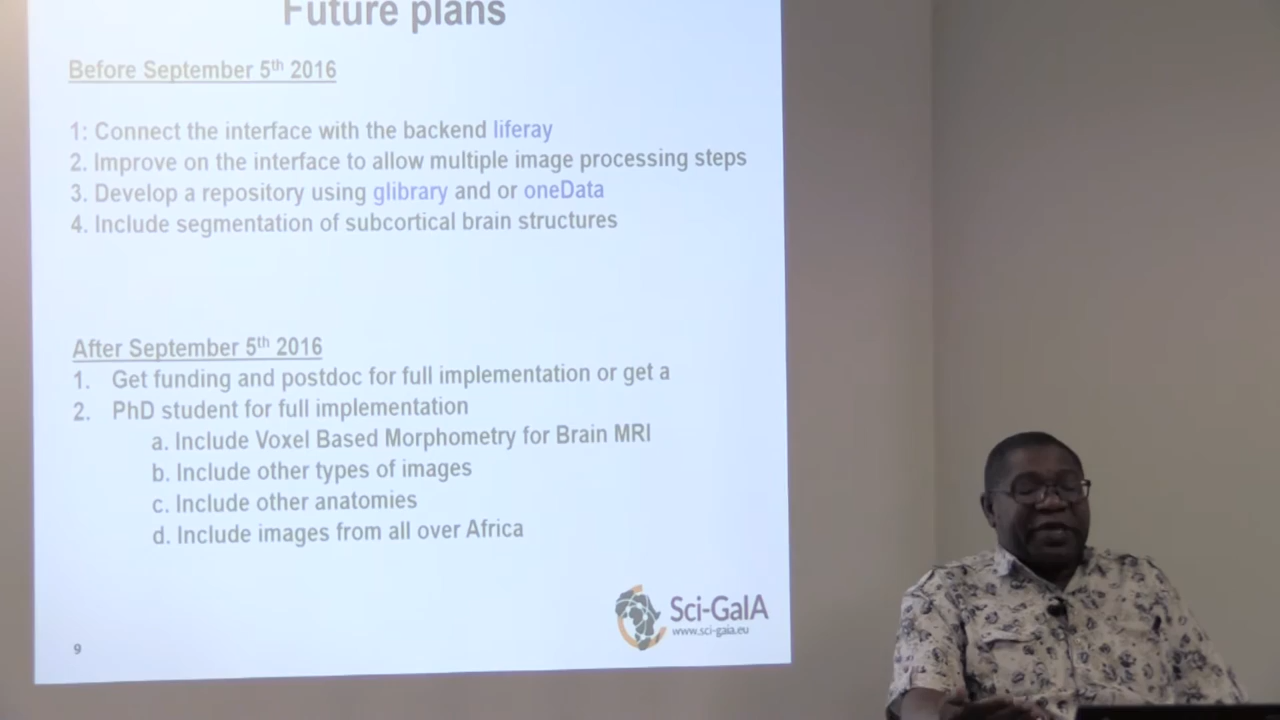 Future plans
Before September 5th 2016
1: Connect the interface with the backend liferay
2. Improve on the interface to allow multiple image processing steps
3. Develop a repository using glibrary and or oneData
4. Include segmentation of subcortical brain structures
After September 5th 2016
1. Get funding and postdoc for full implementation or get a
2. PhD student for full implementation
a. Include Voxel Based Morphometry for Brain MRI
b. Include other types of images
c. Include other anatomies
d. Include images from all over Africa
Sci-GaIA
www.sci-gaia.eu
9